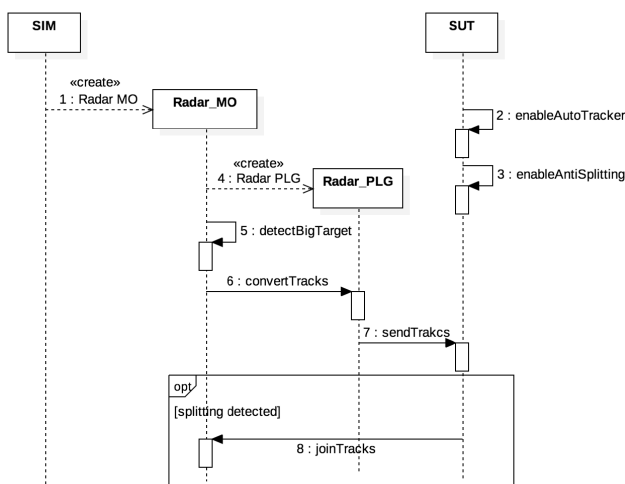 SIM
SUT
«create»
1 : Radar MO
Radar_MO
2 : enableAutoTracker
«create»
4 : Radar PLG
Radar_PLG
3 : enableAntiSplitting
5 : detectBigTarget
6 : convertTracks
7 : sendTrakcs
opt
[splitting detected]
8 : joinTracks